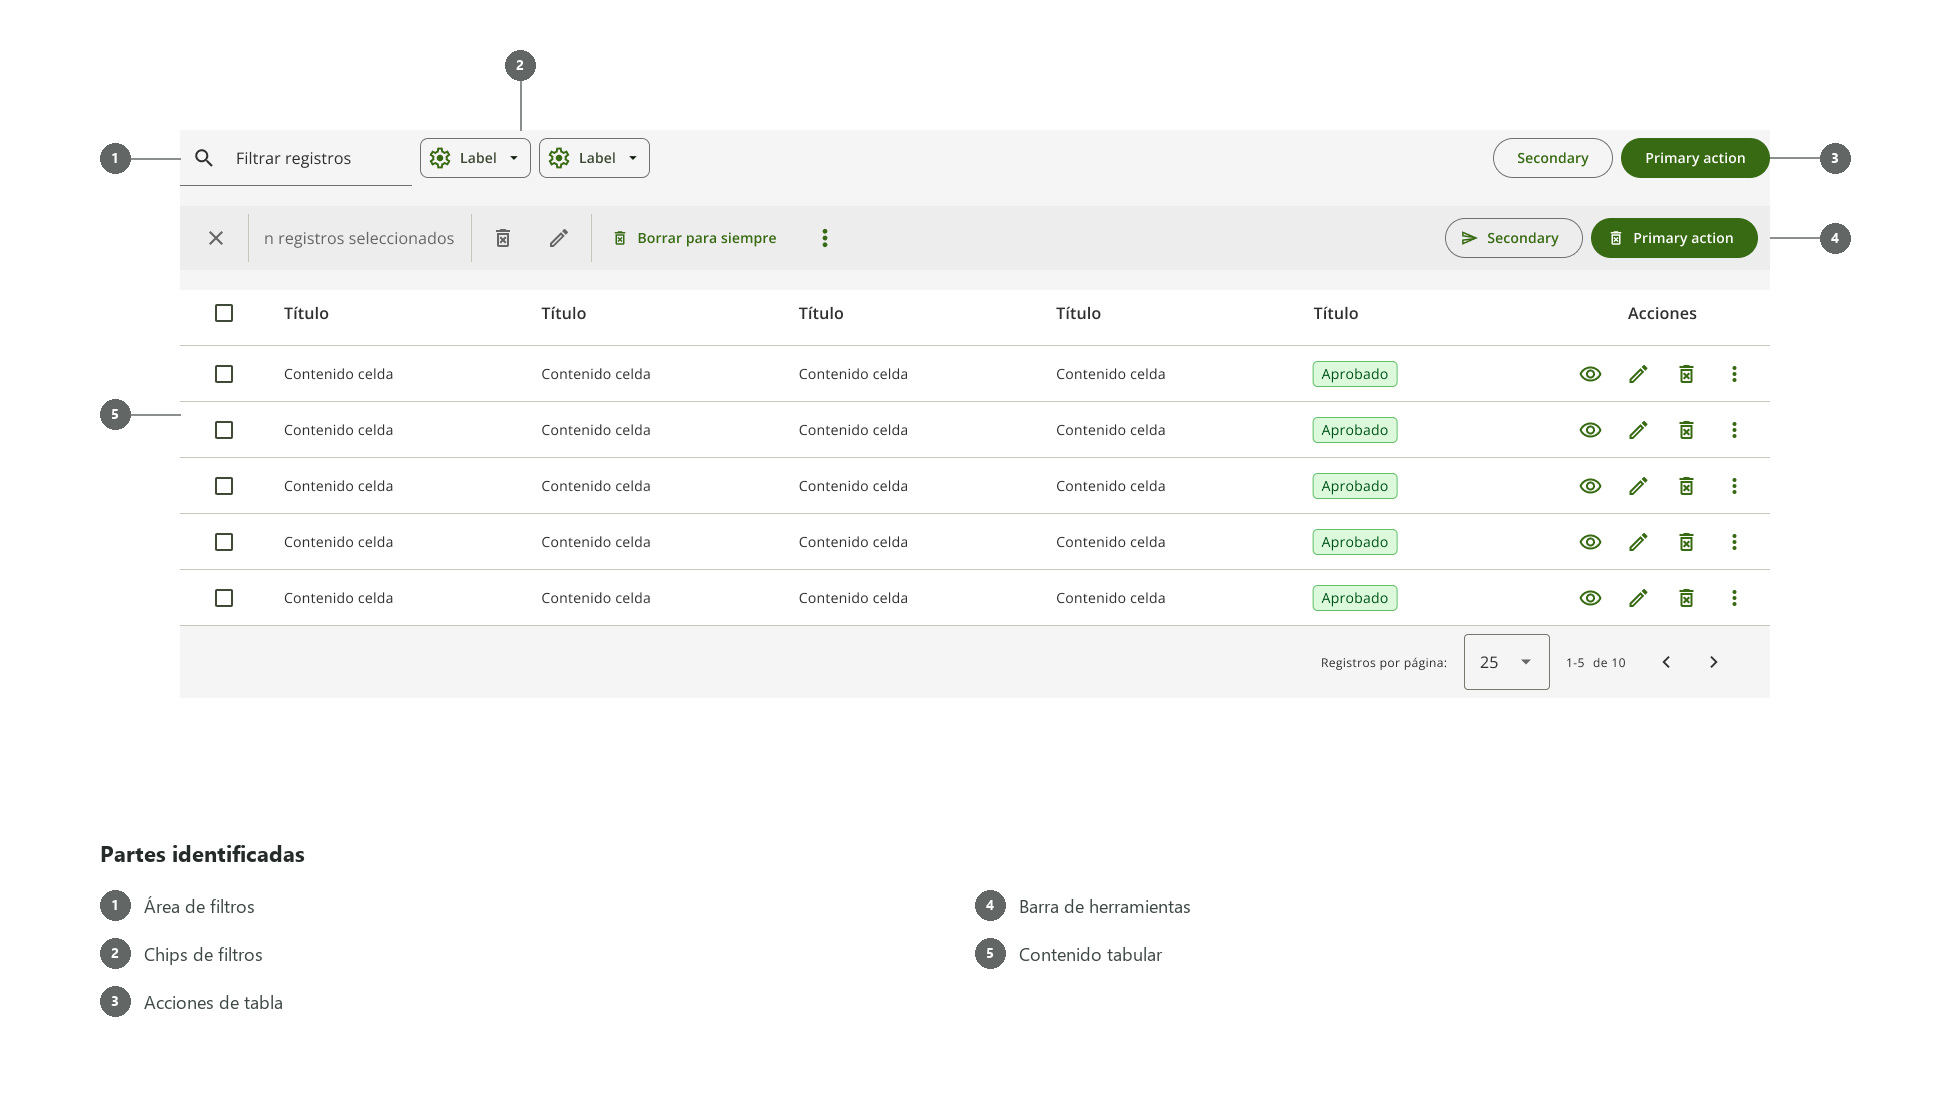 2
1 Filtrar registros Label Label Secondary Primary action 3
n registros seleccionados Borrar para siempre Secondary Primary action 4
Título Título Título Título Título Acciones
Contenido celda Contenido celda Contenido celda Contenido celda Aprobado
5
Contenido celda Contenido celda Contenido celda Contenido celda Aprobado
Contenido celda Contenido celda Contenido celda Contenido celda Aprobado
Contenido celda Contenido celda Contenido celda Contenido celda Aprobado
Contenido celda Contenido celda Contenido celda Contenido celda Aprobado
Registros por página: 25 1-5 de 10
Partes identificadas
1 Área de filtros
2 Chips de filtros
3 Acciones de tabla
4 Barra de herramientas
5 Contenido tabular